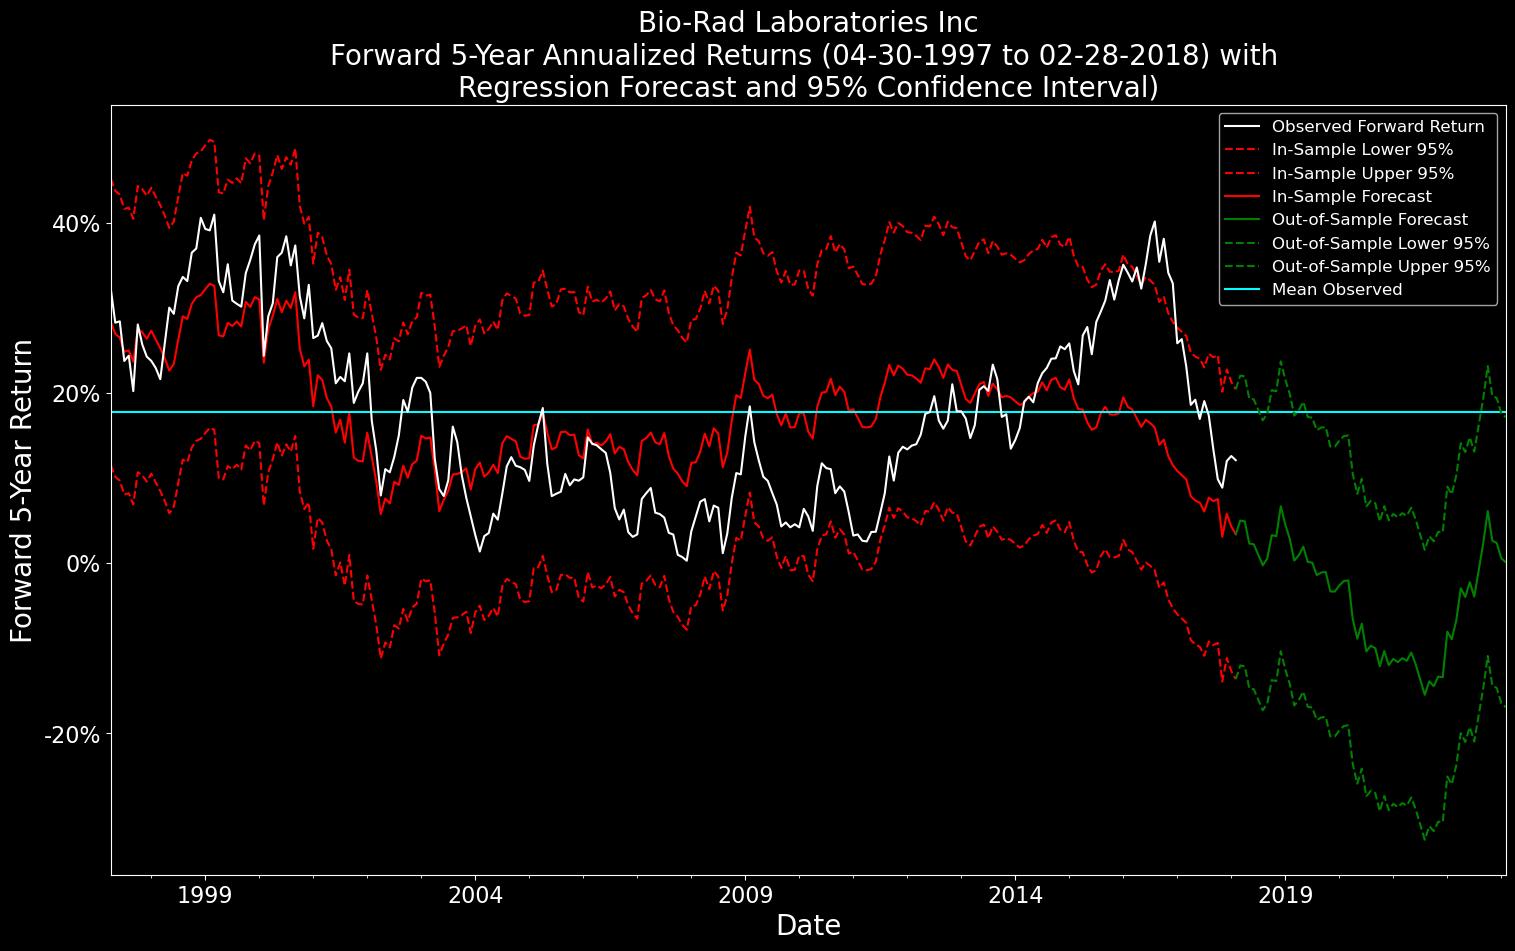 Bio-Rad Laboratories Inc
Forward 5-Year Annualized Returns (04-30-1997 to 02-28-2018) with
Regression Forecast and 95% Confidence Interval)
Observed Forward Return
In-Sample Lower 95%
In-Sample Upper 95%
In-Sample Forecast
Out-of-Sample Forecast
Out-of-Sample Lower 95%
Out-of-Sample Upper 95%
Mean Observed
Forward 5-Year Return
40%
20%
0%
-20%
1999
2004
2009
2014
2019
Date